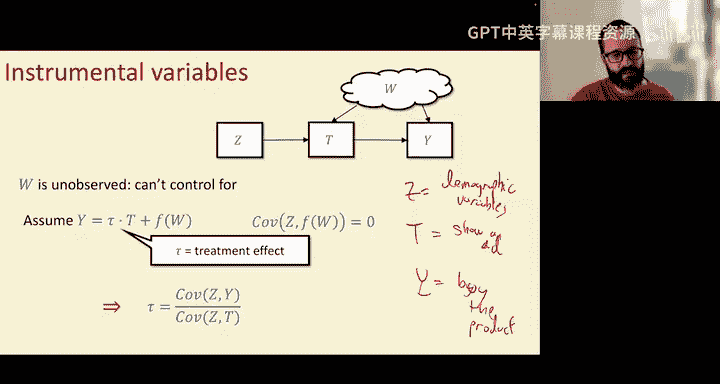 GPT中英字幕课程资源
Instrumental variables
W
Z
T
Y
W is unobserved: can't control for
Assume Y = τ · T + f(W)
Cov(Z, f(W)) = 0
τ = treatment effect
⇒ τ = Cov(Z, Y) / Cov(Z, T)
Z = demographic
variables
T = show an
ad
Y = buy
the
product